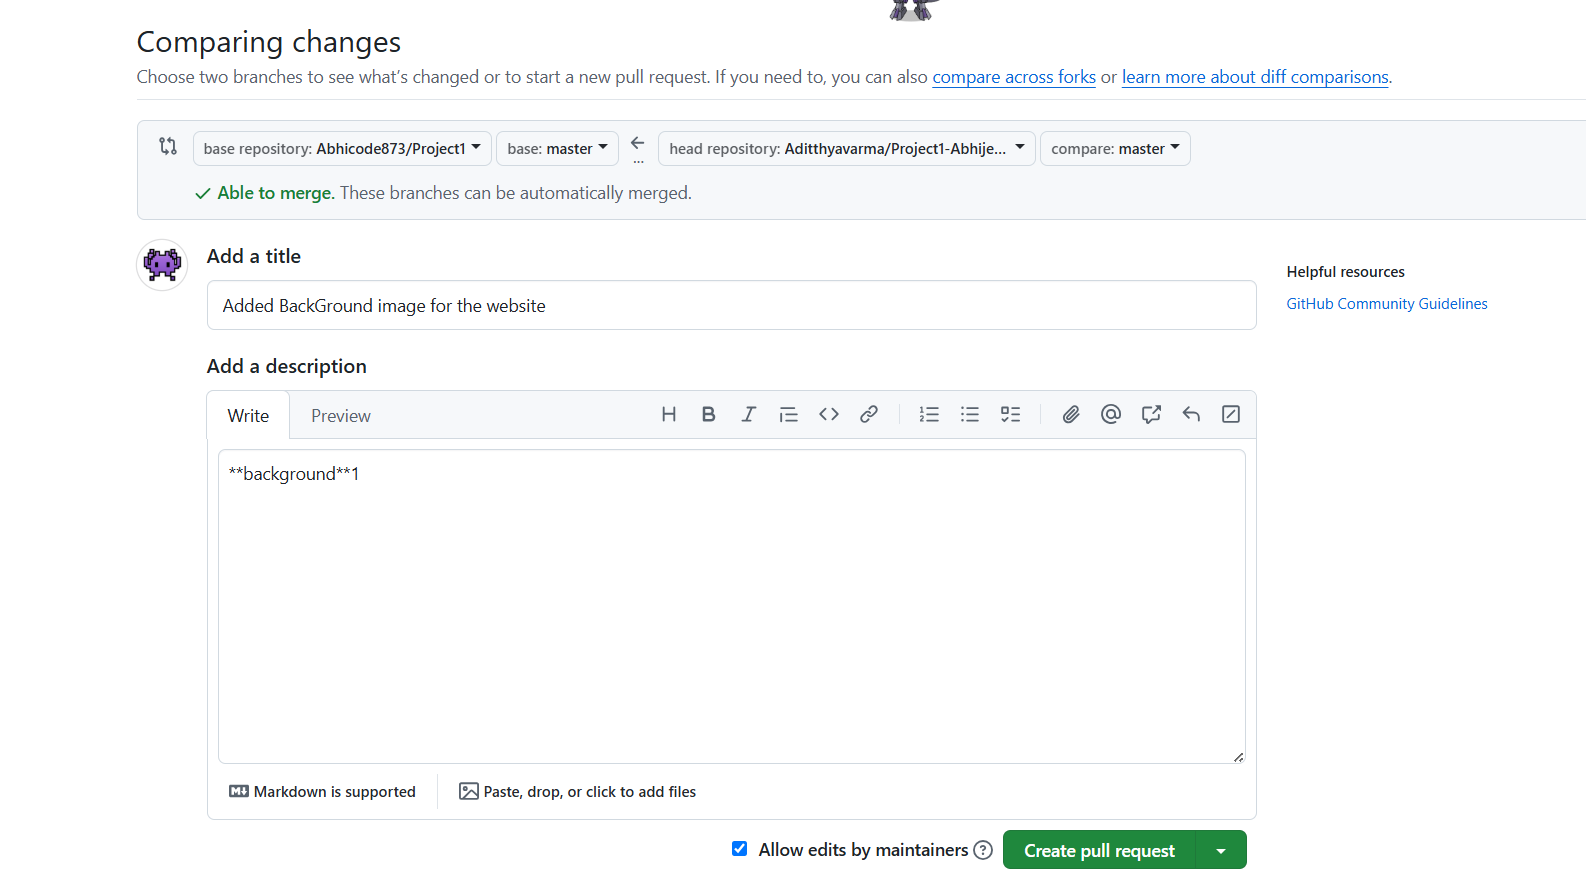 Comparing changes
Choose two branches to see what's changed or to start a new pull request. If you need to, you can also compare across forks or learn more about diff comparisons.
base repository: Abhicode873/Project1 base: master ... head repository: Aditthyavarma/Project1-Abhije... compare: master
Able to merge. These branches can be automatically merged.
Add a title
Added BackGround image for the website
Helpful resources
GitHub Community Guidelines
Add a description
Write Preview
**background**1
Markdown is supported Paste, drop, or click to add files
Allow edits by maintainers Create pull request